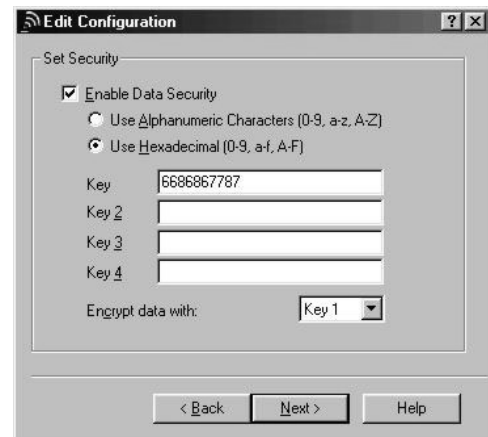 Edit Configuration
Set Security
Enable Data Security
Use Alphanumeric Characters (0-9, a-z, A-Z)
Use Hexadecimal (0-9, a-f, A-F)
Key 6686867787
Key 2
Key 3
Key 4
Encrypt data with: Key 1
< Back Next > Help